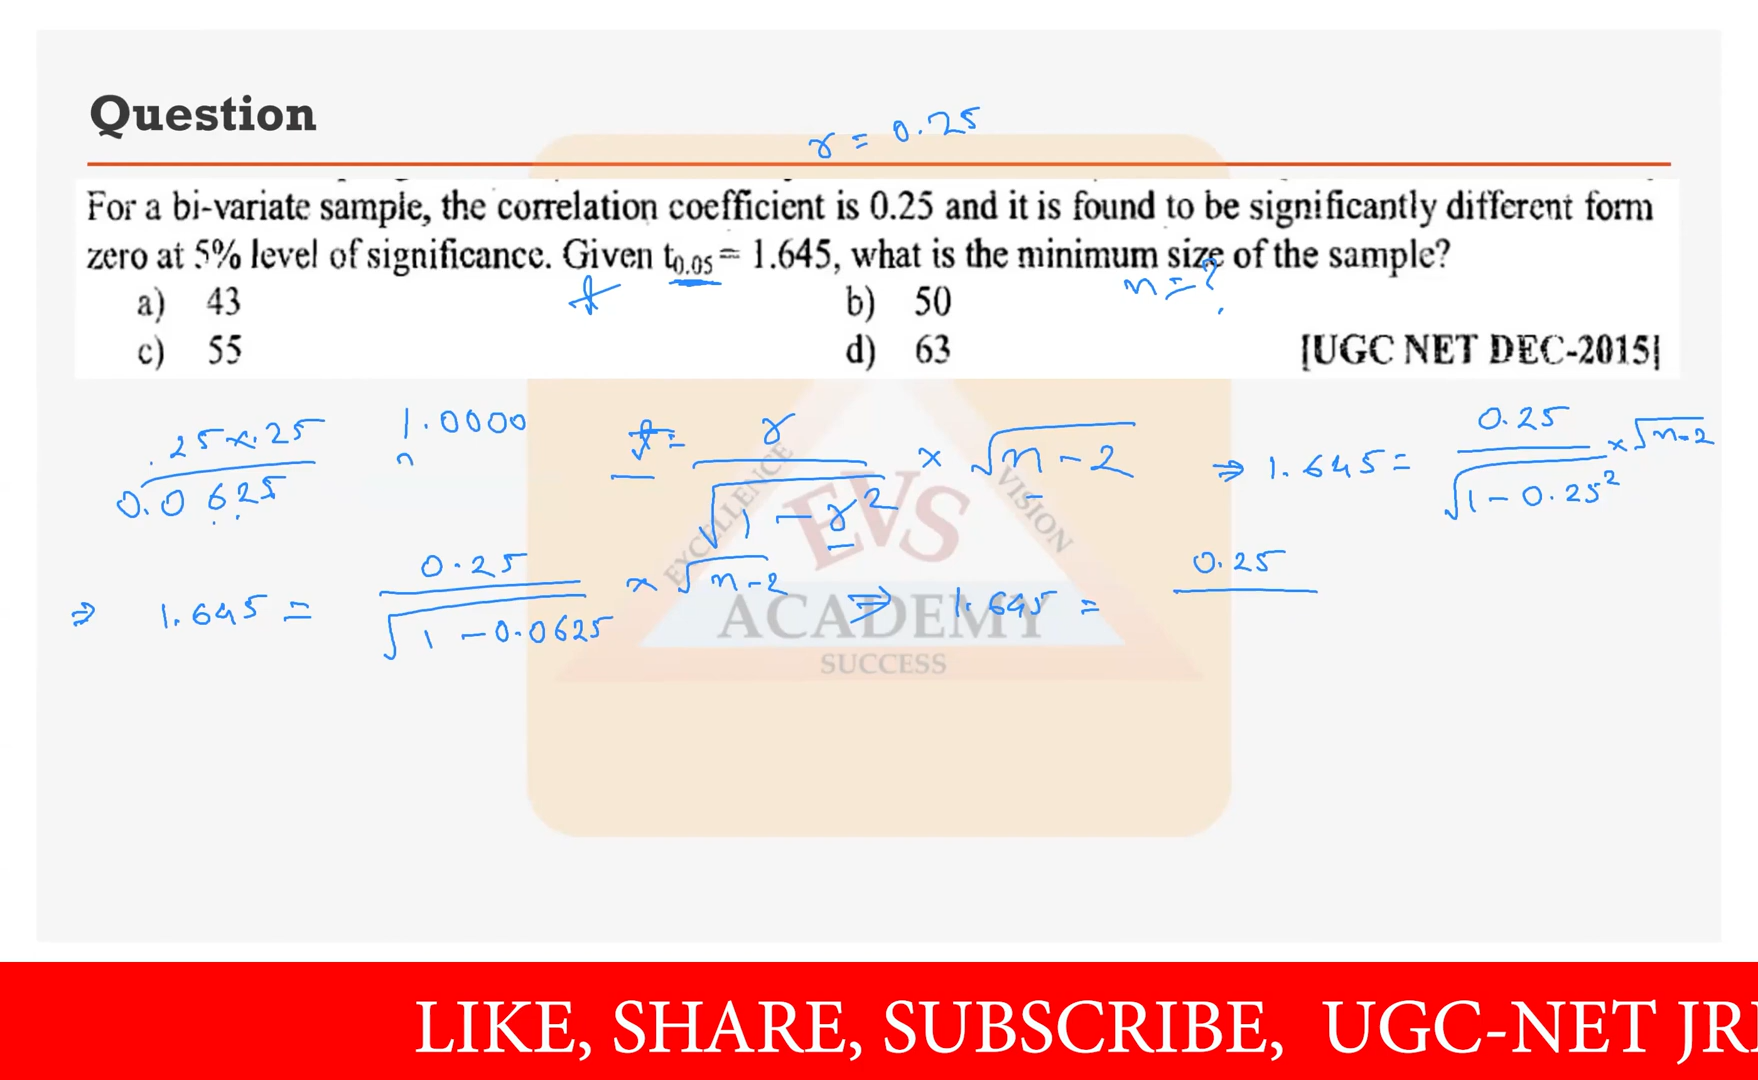 Question
r = 0.25
For a bi-variate sample, the correlation coefficient is 0.25 and it is found to be significantly different form
zero at 5% level of significance. Given t0.05 = 1.645, what is the minimum size of the sample?
t
n = ?
a) 43 b) 50
c) 55 d) 63 [UGC NET DEC-2015]
.25 x .25
0.0625
1.0000
t = r / √(1 - r²) × √(n - 2)
⇒ 1.645 = 0.25 / √(1 - 0.25²) × √(n-2)
⇒ 1.645 = 0.25 / √(1 - 0.0625) × √(n-2)
⇒ 1.645 = 0.25
EXCELLENCE
VISION
EVS
ACADEMY
SUCCESS
LIKE, SHARE, SUBSCRIBE, UGC-NET JR